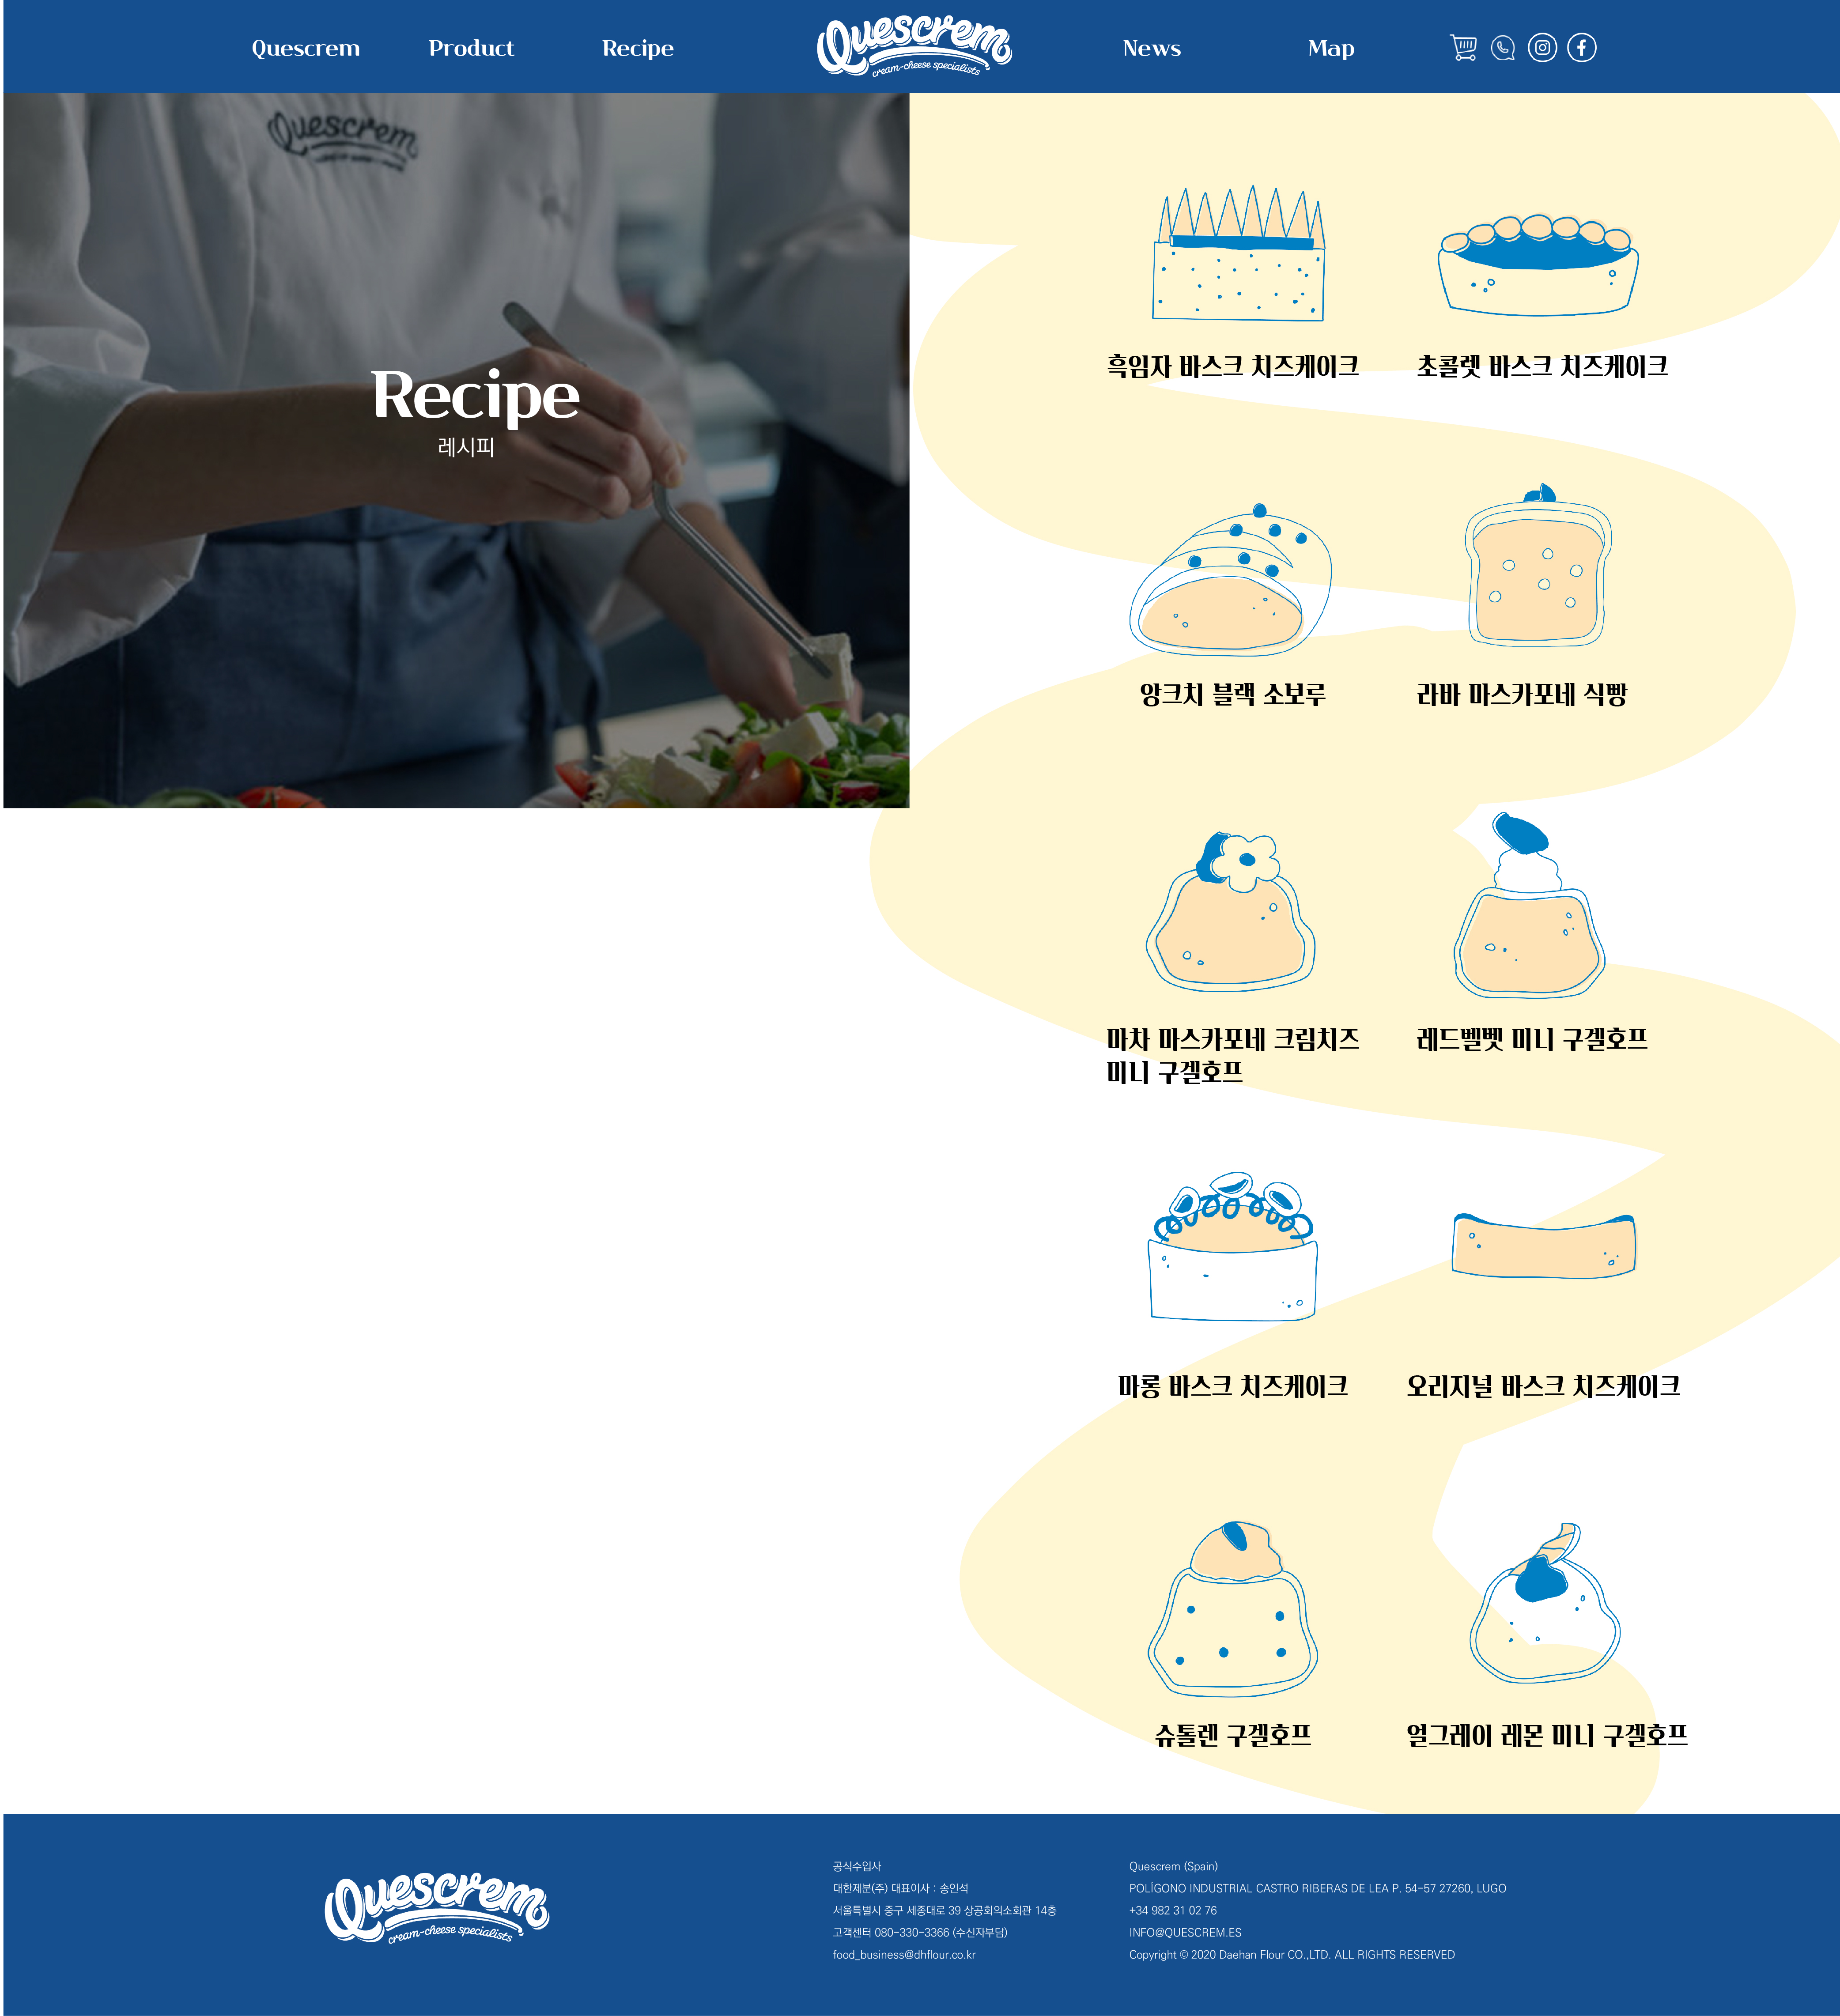 Quescrem
Product
Recipe
Quescrem
cream-cheese specialists
News
Map
Quescrem
Recipe
레시피
흑임자 바스크 치즈케이크
초콜렛 바스크 치즈케이크
앙크치 블랙 소보루
라바 마스카포네 식빵
마차 마스카포네 크림치즈
미니 구겔호프
레드벨벳 미니 구겔호프
마롱 바스크 치즈케이크
오리지널 바스크 치즈케이크
슈톨렌 구겔호프
얼그레이 레몬 미니 구겔호프
Quescrem
cream-cheese specialists
공식수입사
대한제분(주) 대표이사 : 송인석
서울특별시 중구 세종대로 39 상공회의소회관 14층
고객센터 080-330-3366 (수신자부담)
food_business@dhflour.co.kr
Quescrem (Spain)
POLÍGONO INDUSTRIAL CASTRO RIBERAS DE LEA P. 54-57 27260, LUGO
+34 982 31 02 76
INFO@QUESCREM.ES
Copyright © 2020 Daehan Flour CO.,LTD. ALL RIGHTS RESERVED